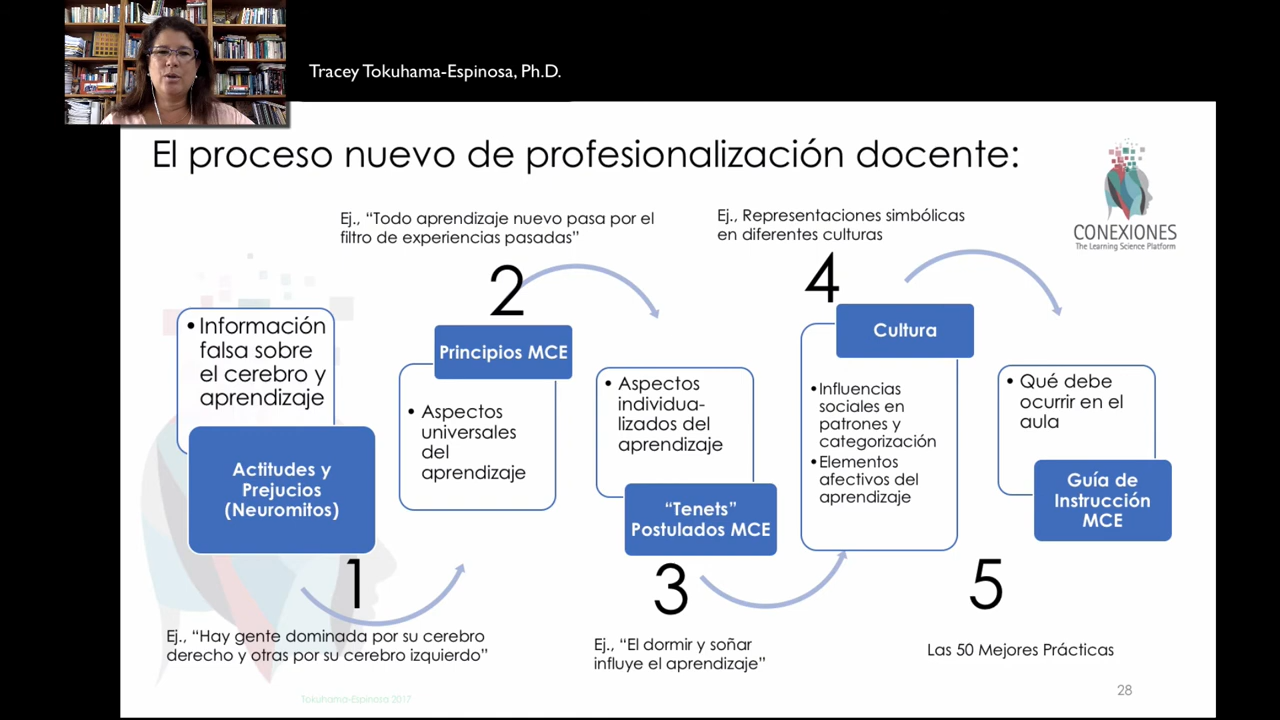 Tracey Tokuhama-Espinosa, Ph.D.
El proceso nuevo de profesionalización docente:
CONEXIONES
The Learning Science Platform
•Información
falsa sobre
el cerebro y
aprendizaje
Actitudes y
Prejucios
(Neuromitos)
1
Ej., “Hay gente dominada por su cerebro
derecho y otras por su cerebro izquierdo”
Ej., “Todo aprendizaje nuevo pasa por el
filtro de experiencias pasadas”
2
Principios MCE
• Aspectos
universales
del
aprendizaje
• Aspectos
individua-
lizados del
aprendizaje
“Tenets”
Postulados MCE
3
Ej., “El dormir y soñar
influye el aprendizaje”
Ej., Representaciones simbólicas
en diferentes culturas
4
Cultura
•Influencias
sociales en
patrones y
categorización
•Elementos
afectivos del
aprendizaje
• Qué debe
ocurrir en el
aula
Guía de
Instrucción
MCE
5
Las 50 Mejores Prácticas
Tokuhama-Espinosa 2017
28